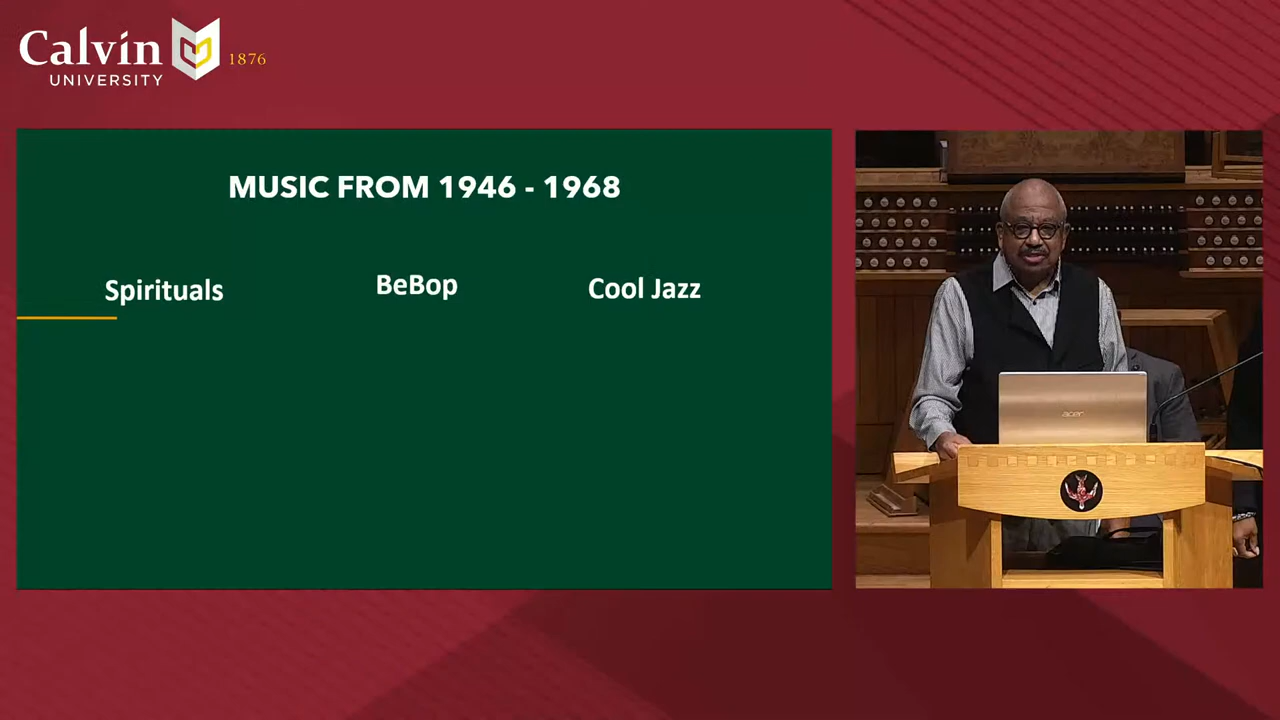 Calvin
UNIVERSITY
1876
MUSIC FROM 1946 - 1968
Spirituals
BeBop
Cool Jazz
acer